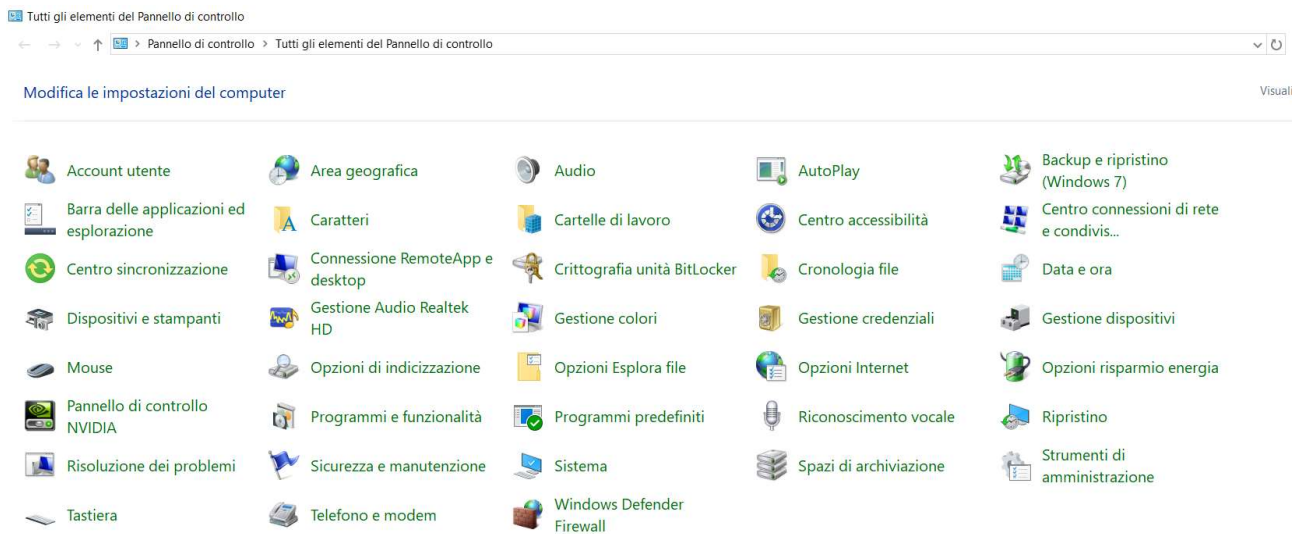 Tutti gli elementi del Pannello di controllo
Pannello di controllo > Tutti gli elementi del Pannello di controllo
Modifica le impostazioni del computer
Visuali
Account utente
Area geografica
Audio
AutoPlay
Backup e ripristino
(Windows 7)
Barra delle applicazioni ed
esplorazione
Caratteri
Cartelle di lavoro
Centro accessibilità
Centro connessioni di rete
e condivis...
Centro sincronizzazione
Connessione RemoteApp e
desktop
Crittografia unità BitLocker
Cronologia file
Data e ora
Dispositivi e stampanti
Gestione Audio Realtek
HD
Gestione colori
Gestione credenziali
Gestione dispositivi
Mouse
Opzioni di indicizzazione
Opzioni Esplora file
Opzioni Internet
Opzioni risparmio energia
Pannello di controllo
NVIDIA
Programmi e funzionalità
Programmi predefiniti
Riconoscimento vocale
Ripristino
Risoluzione dei problemi
Sicurezza e manutenzione
Sistema
Spazi di archiviazione
Strumenti di
amministrazione
Tastiera
Telefono e modem
Windows Defender
Firewall